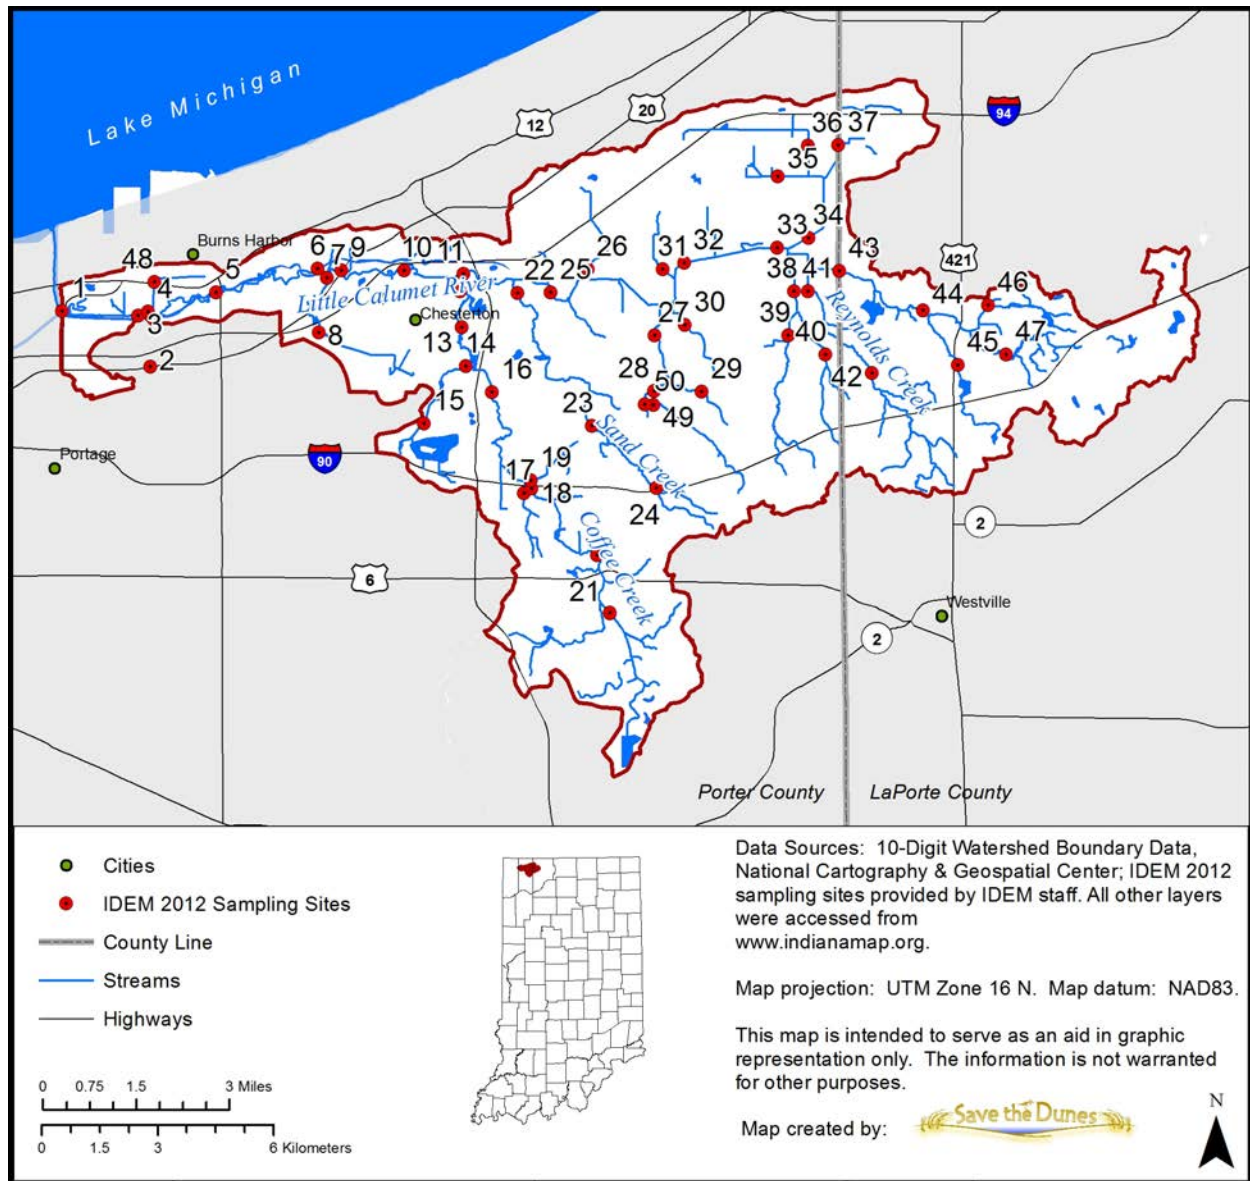 Lake Michigan
12
20
94
36 37
35
34
33
Burns Harbor
48
5
6 7 9
10 11
26
31 32
38 41
43
421
1
4
3
22 25
Little Calumet River
Chesterton
8
27
30
39
40
Reynolds Creek
44
46
45
47
2
13 14
16
28 50
29
42
15
23
49
Sand Creek
Portage
90
17
19
18
24
Coffee Creek
2
6
21
Westville
2
Porter County LaPorte County
Cities
IDEM 2012 Sampling Sites
County Line
Streams
Highways
0 0.75 1.5 3 Miles
0 1.5 3 6 Kilometers
Data Sources: 10-Digit Watershed Boundary Data,
National Cartography & Geospatial Center; IDEM 2012
sampling sites provided by IDEM staff. All other layers
were accessed from
www.indianamap.org.
Map projection: UTM Zone 16 N. Map datum: NAD83.
This map is intended to serve as an aid in graphic
representation only. The information is not warranted
for other purposes.
Map created by:
Save the Dunes
N